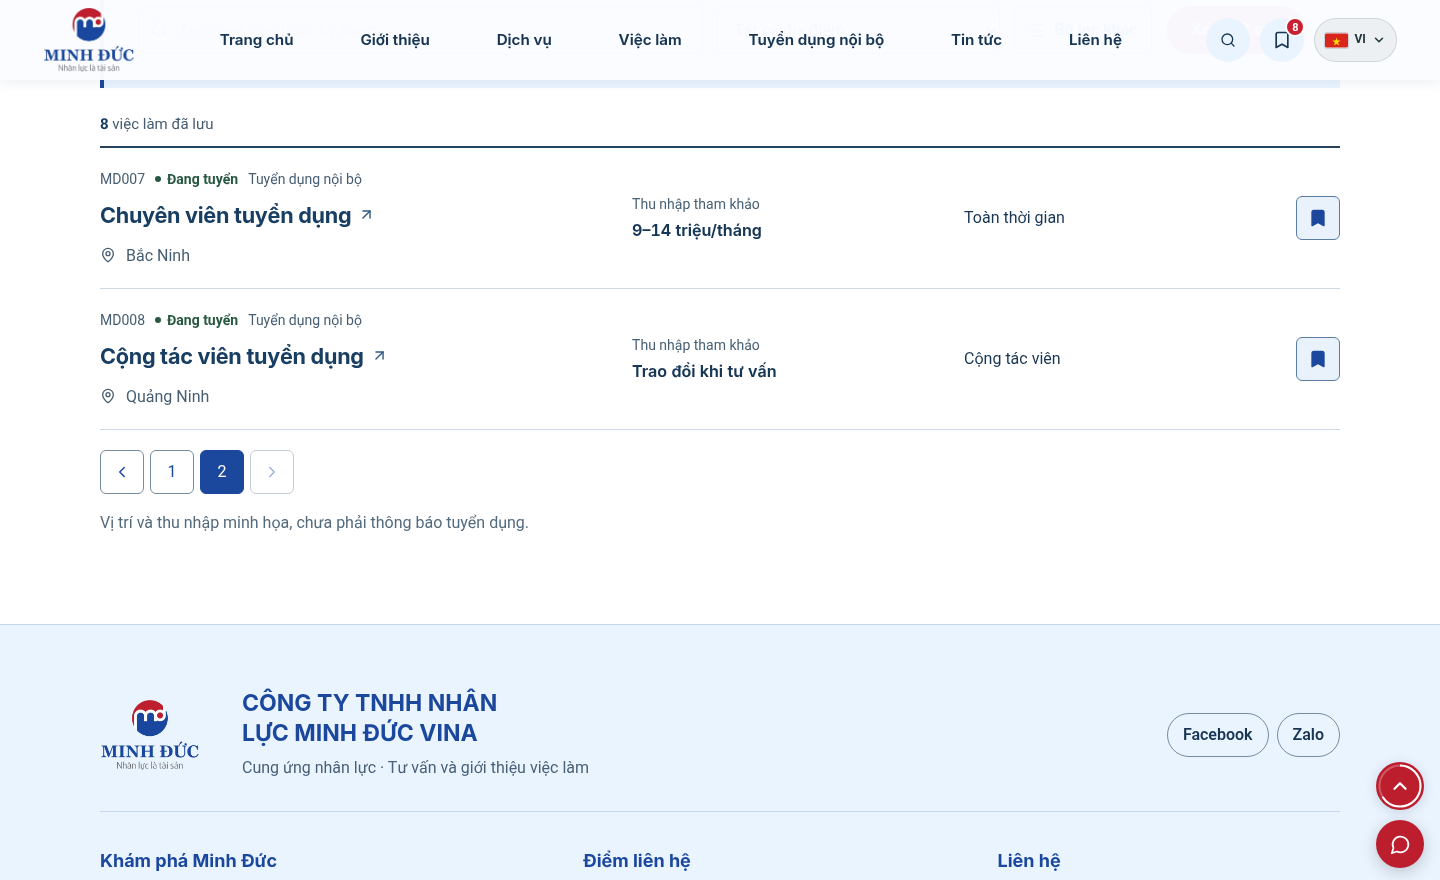 MINH ĐỨC
Nhân lực là tài sản
Trang chủ
Giới thiệu
Dịch vụ
Việc làm
Tuyển dụng nội bộ
Tin tức
Liên hệ
8
VI
8 việc làm đã lưu
MD007 Đang tuyển Tuyển dụng nội bộ
Chuyên viên tuyển dụng
Bắc Ninh
Thu nhập tham khảo
9–14 triệu/tháng
Toàn thời gian
MD008 Đang tuyển Tuyển dụng nội bộ
Cộng tác viên tuyển dụng
Quảng Ninh
Thu nhập tham khảo
Trao đổi khi tư vấn
Cộng tác viên
1
2
Vị trí và thu nhập minh họa, chưa phải thông báo tuyển dụng.
MINH ĐỨC
Nhân lực là tài sản
CÔNG TY TNHH NHÂN
LỰC MINH ĐỨC VINA
Cung ứng nhân lực · Tư vấn và giới thiệu việc làm
Facebook
Zalo
Khám phá Minh Đức
Điểm liên hệ
Liên hệ